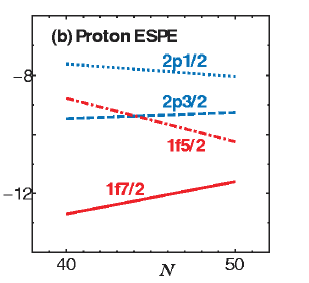 (b) Proton ESPE
2p1/2
-8
2p3/2
1f5/2
1f7/2
-12
40
N
50